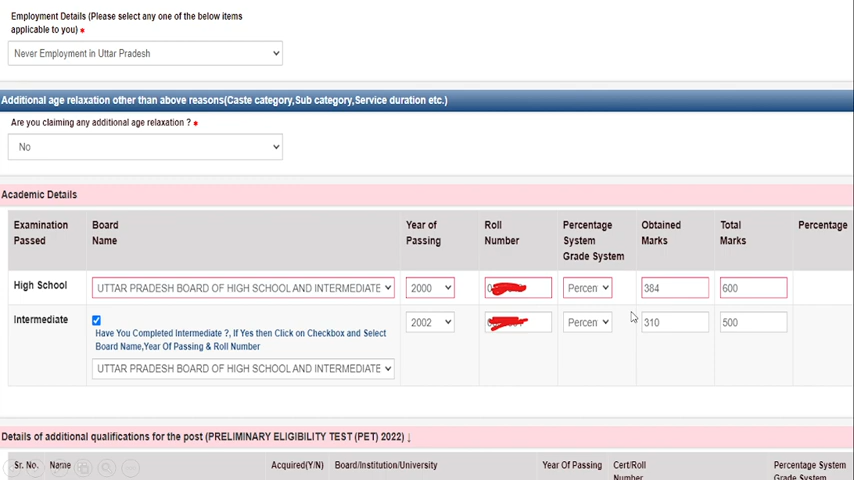 Employment Details (Please select any one of the below items
applicable to you) *
Never Employment in Uttar Pradesh
Additional age relaxation other than above reasons(Caste category,Sub category,Service duration etc.)
Are you claiming any additional age relaxation ? *
No
Academic Details
Examination Passed Board Name Year of Passing Roll Number Percentage System Grade System Obtained Marks Total Marks Percentage
High School UTTAR PRADESH BOARD OF HIGH SCHOOL AND INTERMEDIATE 2000 Percen 384 600
Intermediate 2002 Percen 310 500
Have You Completed Intermediate ?, If Yes then Click on Checkbox and Select
Board Name,Year Of Passing & Roll Number
UTTAR PRADESH BOARD OF HIGH SCHOOL AND INTERMEDIATE
Details of additional qualifications for the post (PRELIMINARY ELIGIBILITY TEST (PET) 2022) ↓
Sr. No. Name Acquired(Y/N) Board/Institution/University Year Of Passing Cert/Roll Number Percentage System Grade System